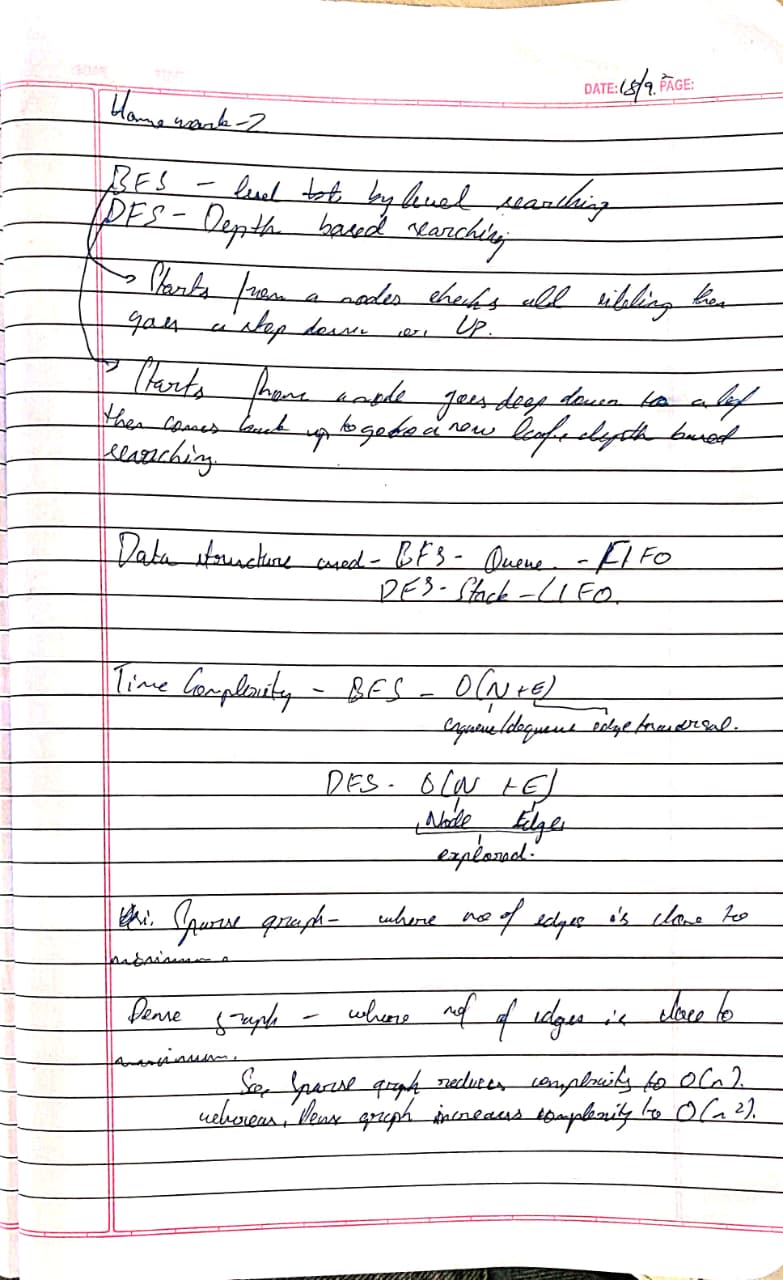 DATE: 15/9. PAGE:
Home work-2
BFS - level by level searching
DFS - Depth based searching
→ Starts from a nodes checks all sibling then
goes a step down or UP.
→ Starts from a node goes deep down to a leaf
then comes back up to go to a new leaf, depth based
searching.
Data structure used - BFS - Queue. - FIFO
DFS - Stack - LIFO.
Time Complexity - BFS - O(N+E)
enqueue/dequeue edge traversal.
DFS - O(N+E)
Node Edge
explored.
Sparse graph - where no of edges is close to
minimum.
Dense graph - where no of edges is close to
maximum.
So, Sparse graph reduces complexity to O(n).
whereas, Dense graph increases complexity to O(n2).